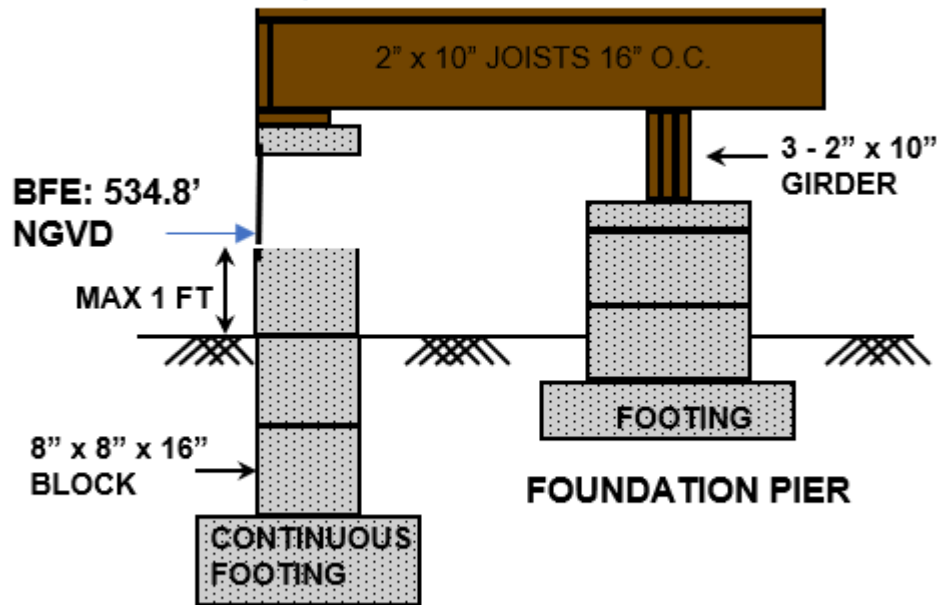 2” x 10” JOISTS 16” O.C.
3 - 2” x 10”
GIRDER
BFE: 534.8’
NGVD
MAX 1 FT
8” x 8” x 16”
BLOCK
FOOTING
FOUNDATION PIER
CONTINUOUS
FOOTING